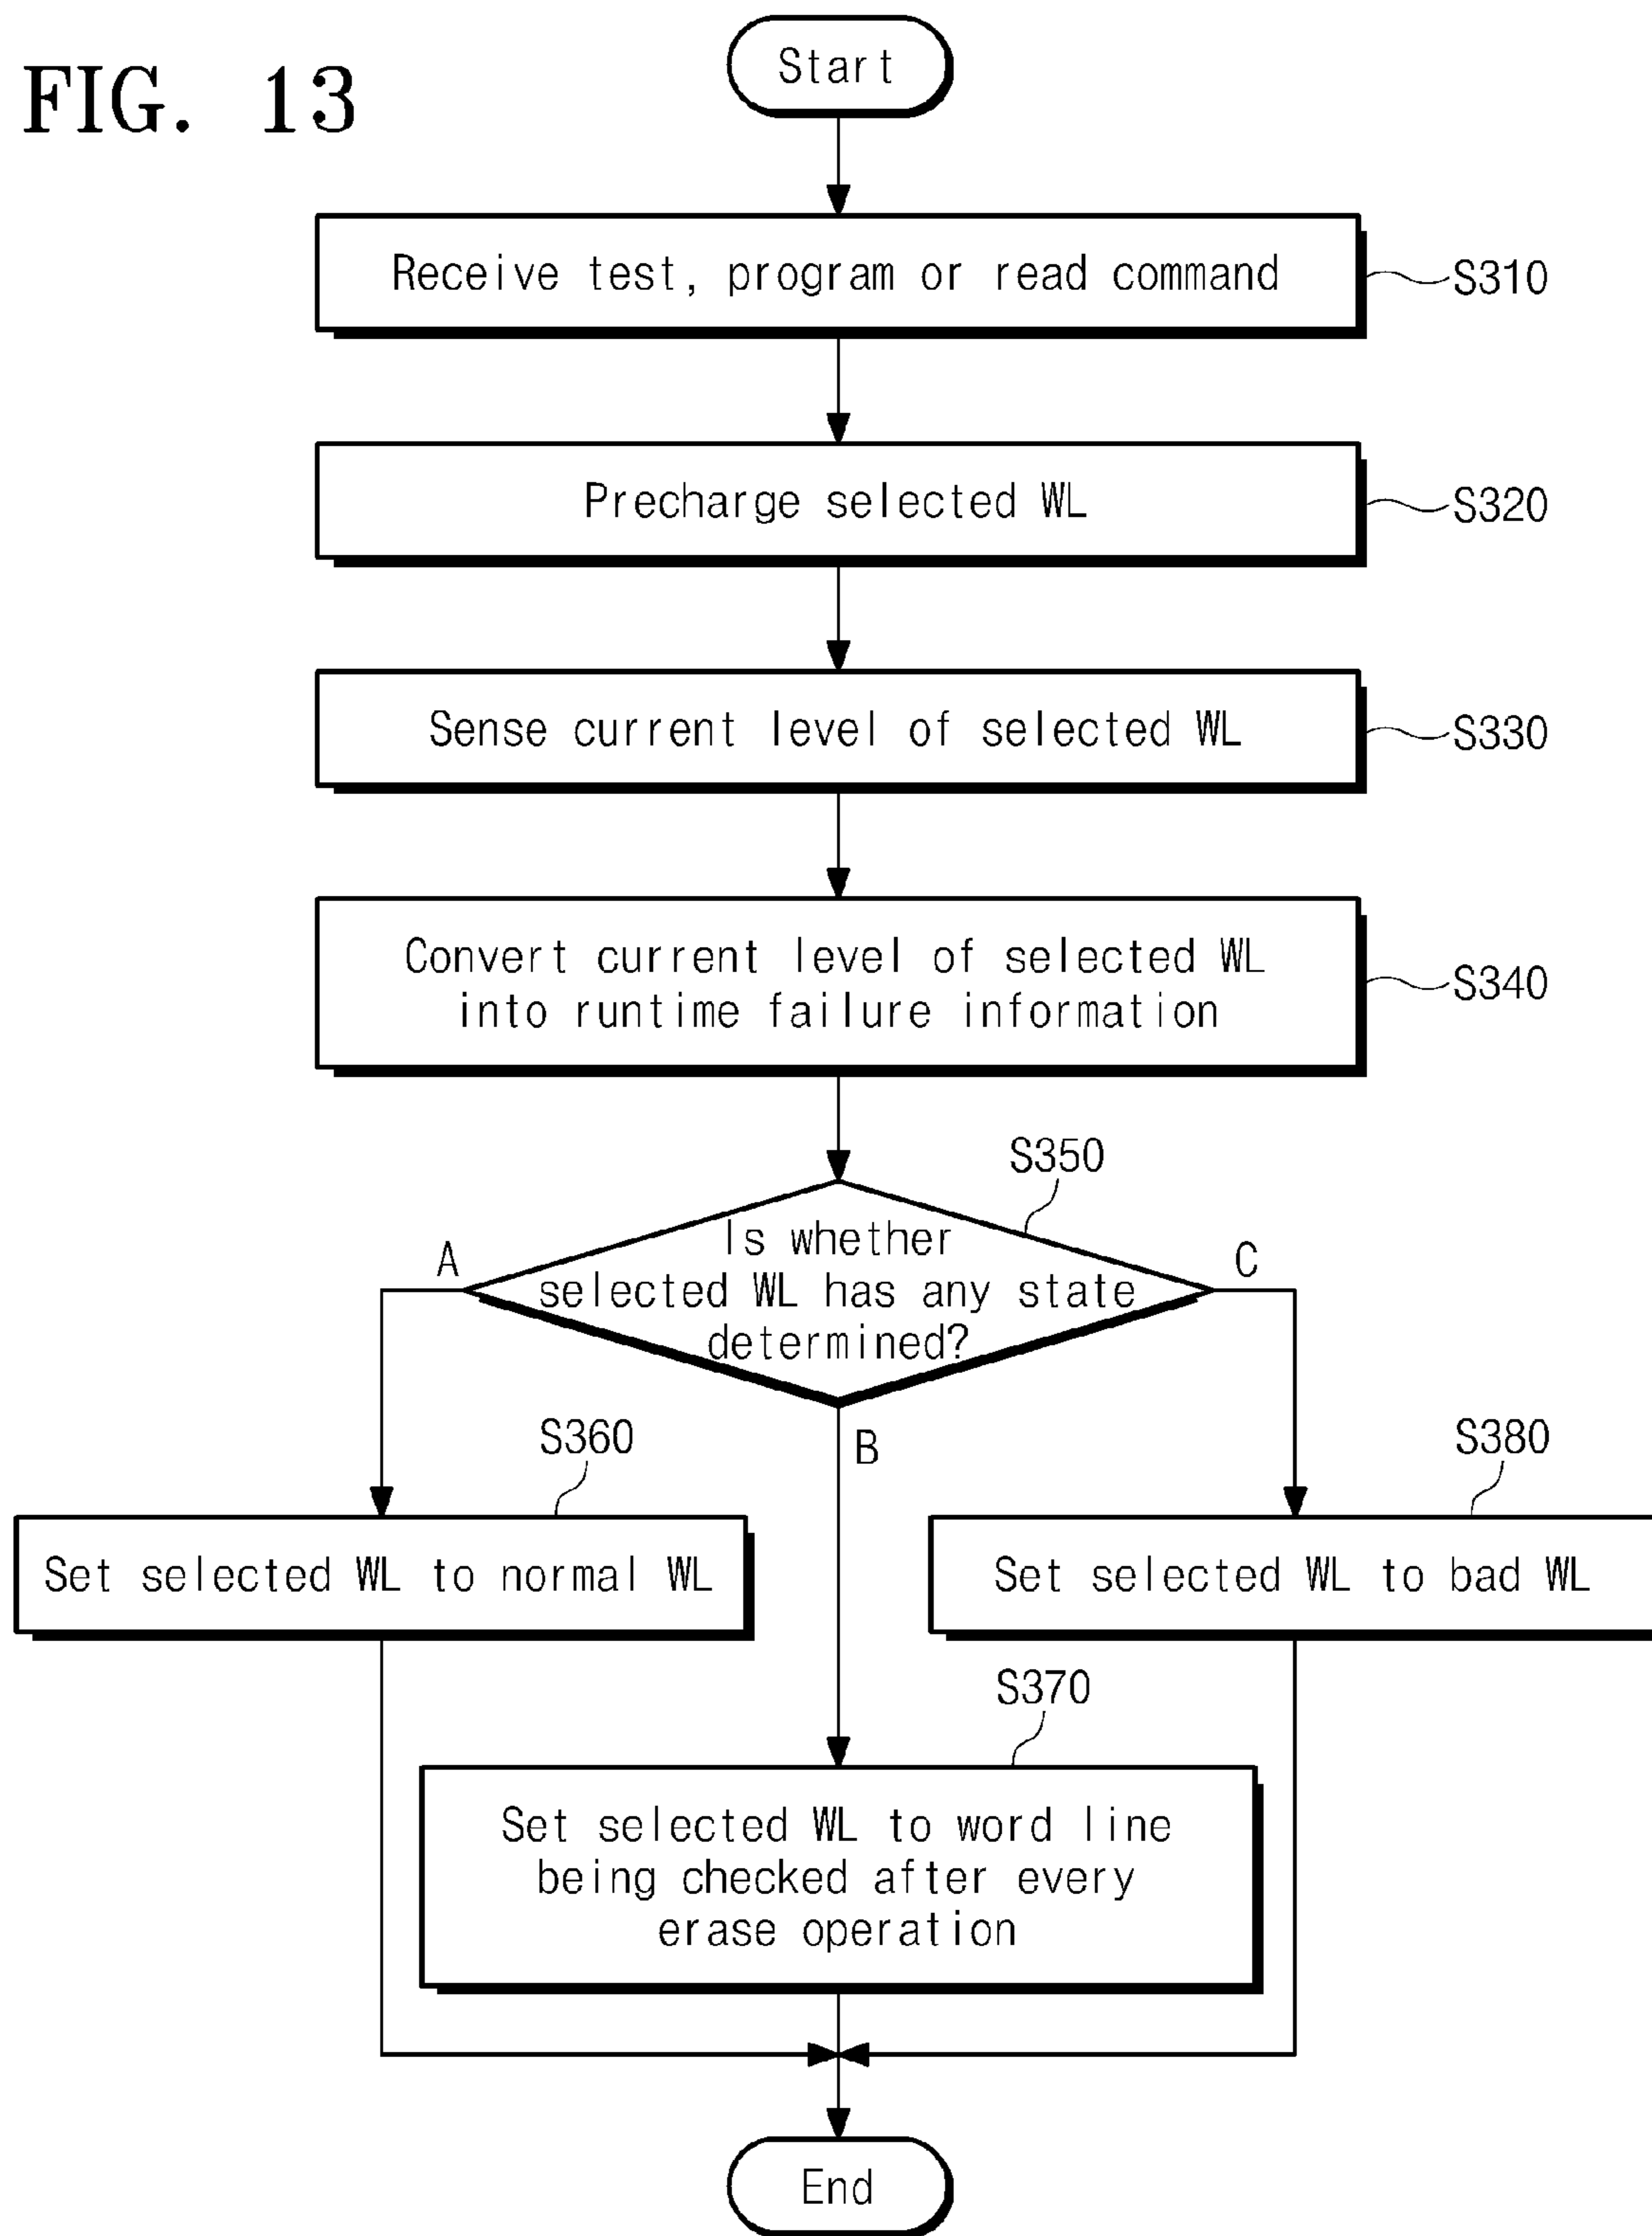 FIG. 13
Start
Receive test, program or read command
S310
Precharge selected WL
S320
Sense current level of selected WL
S330
Convert current level of selected WL
into runtime failure information
S340
S350
Is whether
selected WL has any state
determined?
A
B
C
S360
Set selected WL to normal WL
S380
Set selected WL to bad WL
S370
Set selected WL to word line
being checked after every
erase operation
End